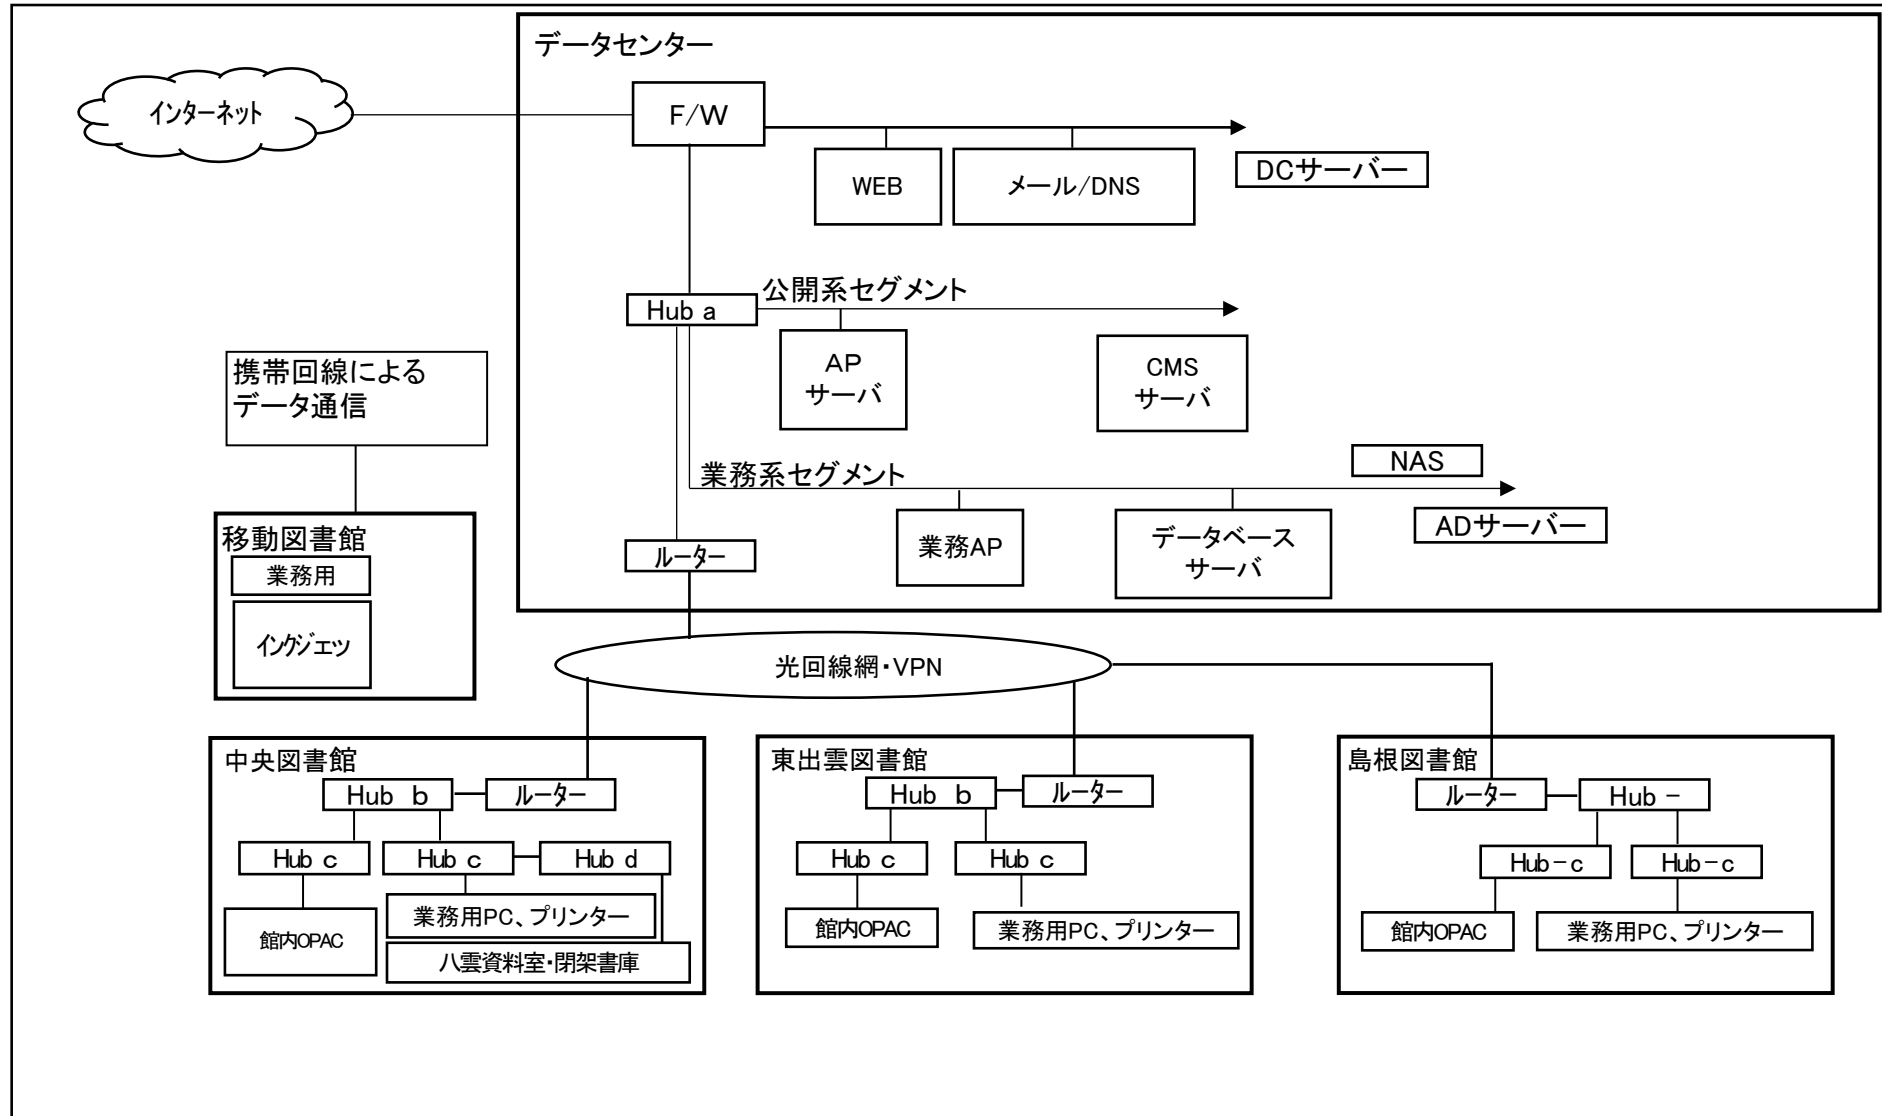 データセンター
インターネット
F/W
WEB
メール/DNS
DCサーバー
Hub a
公開系セグメント
AP
サーバ
CMS
サーバ
携帯回線による
データ通信
業務系セグメント
NAS
業務AP
データベース
サーバ
ADサーバー
ルーター
移動図書館
業務用
インクジェッ
光回線網・VPN
中央図書館
Hub b
ルーター
Hub c
Hub c
Hub d
館内OPAC
業務用PC、プリンター
八雲資料室・閉架書庫
東出雲図書館
Hub b
ルーター
Hub c
Hub c
館内OPAC
業務用PC、プリンター
島根図書館
ルーター
Hub－
Hub－c
Hub－c
館内OPAC
業務用PC、プリンター